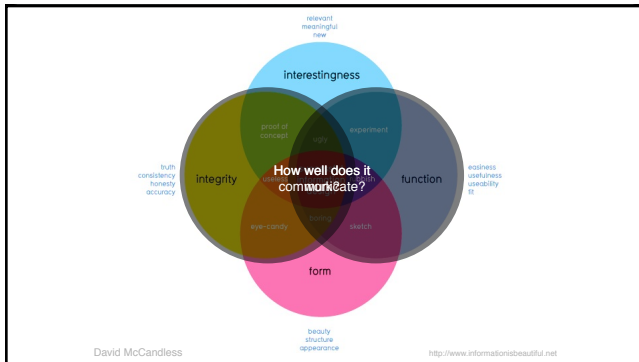 relevant
meaningful
new
interestingness
proof of
concept
experiment
ugly
truth
consistency
honesty
accuracy
integrity
useless
How well does it
communicate?
work?
function
easiness
usefulness
useability
fit
boring
eye-candy
sketch
form
beauty
structure
appearance
David McCandless
http://www.informationisbeautiful.net